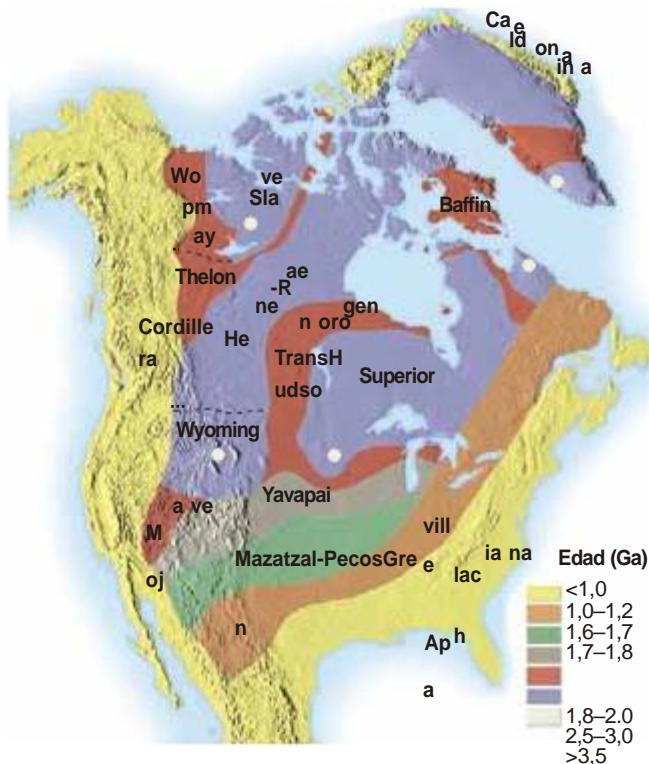 Ca e
ld on a
in a
Wo
pm
ay
ve
Sla
Baffin
Thelon
ae
-R
ne
He
gen
n oro
TransH
udso
Cordille
ra
Superior
Wyoming
Yavapai
a ve
M
oj
Mazatzal-PecosGre
vill
e
n
ia na
lac
Ap h
a
Edad (Ga)
<1,0
1,0–1,2
1,6–1,7
1,7–1,8
1,8–2.0
2,5–3,0
>3.5